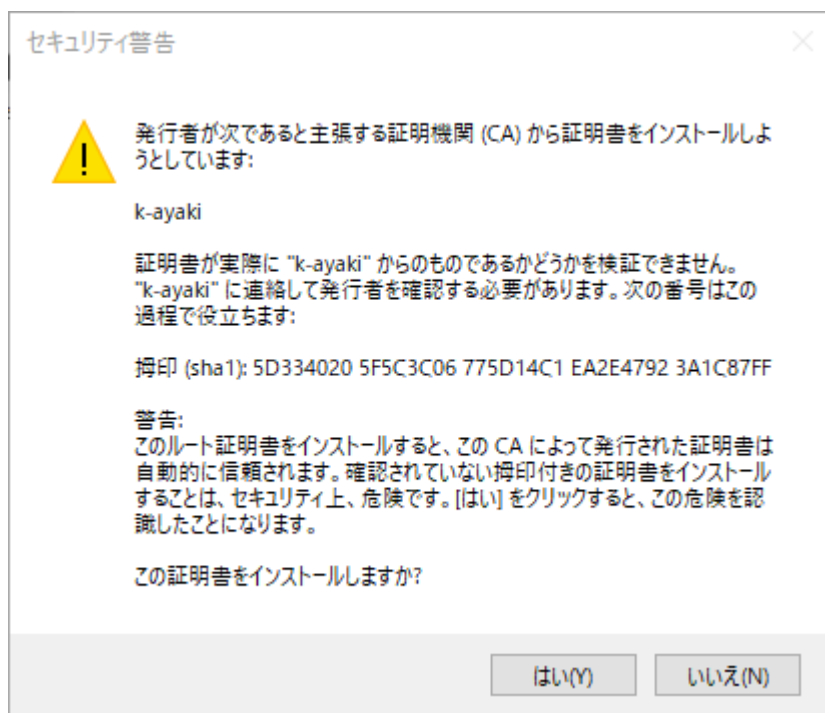 セキュリティ警告
発行者が次であると主張する証明機関 (CA) から証明書をインストールしよ
うとしています:
k-ayaki
証明書が実際に "k-ayaki" からのものであるかどうかを検証できません。
"k-ayaki" に連絡して発行者を確認する必要があります。次の番号はこの
過程で役立ちます:
拇印 (sha1): 5D334020 5F5C3C06 775D14C1 EA2E4792 3A1C87FF
警告:
このルート証明書をインストールすると、この CA によって発行された証明書は
自動的に信頼されます。確認されていない拇印付きの証明書をインストール
することは、セキュリティ上、危険です。[はい] をクリックすると、この危険を認
識したことになります。
この証明書をインストールしますか?
はい(Y)
いいえ(N)